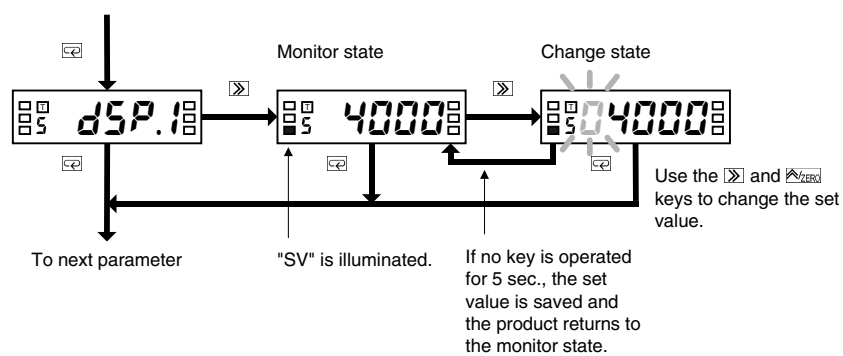 Monitor state
Change state
T
S dSP.1
T
S 4000
T
S 04000
Use the and ZERO
keys to change the set
value.
To next parameter
"SV" is illuminated.
If no key is operated
for 5 sec., the set
value is saved and
the product returns to
the monitor state.